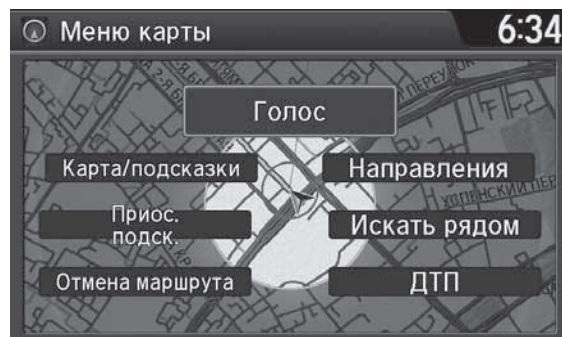 Меню карты
6:34
Голос
Карта/подсказки
Направления
Приос.
подск.
Искать рядом
Отмена маршрута
ДТП